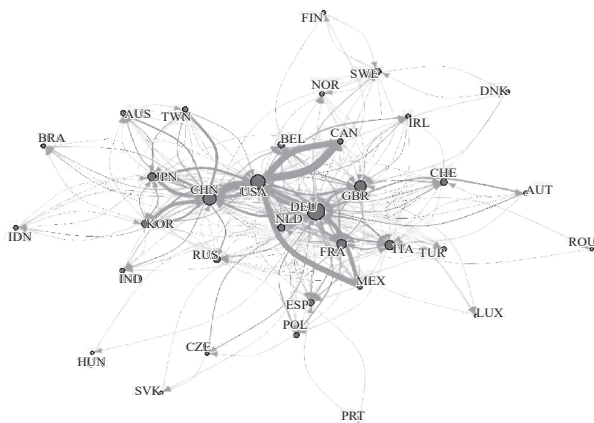 FIN
SWE
NOR
DNK
AUS
TWN
IRL
BRA
BEL
CAN
JPN
CHN
USA
CHE
GBR
AUT
DEU
KOR
NLD
IDN
ROU
RUS
FRA
ITA
TUR
IND
MEX
ESP
LUX
POL
CZE
HUN
SVK
PRT